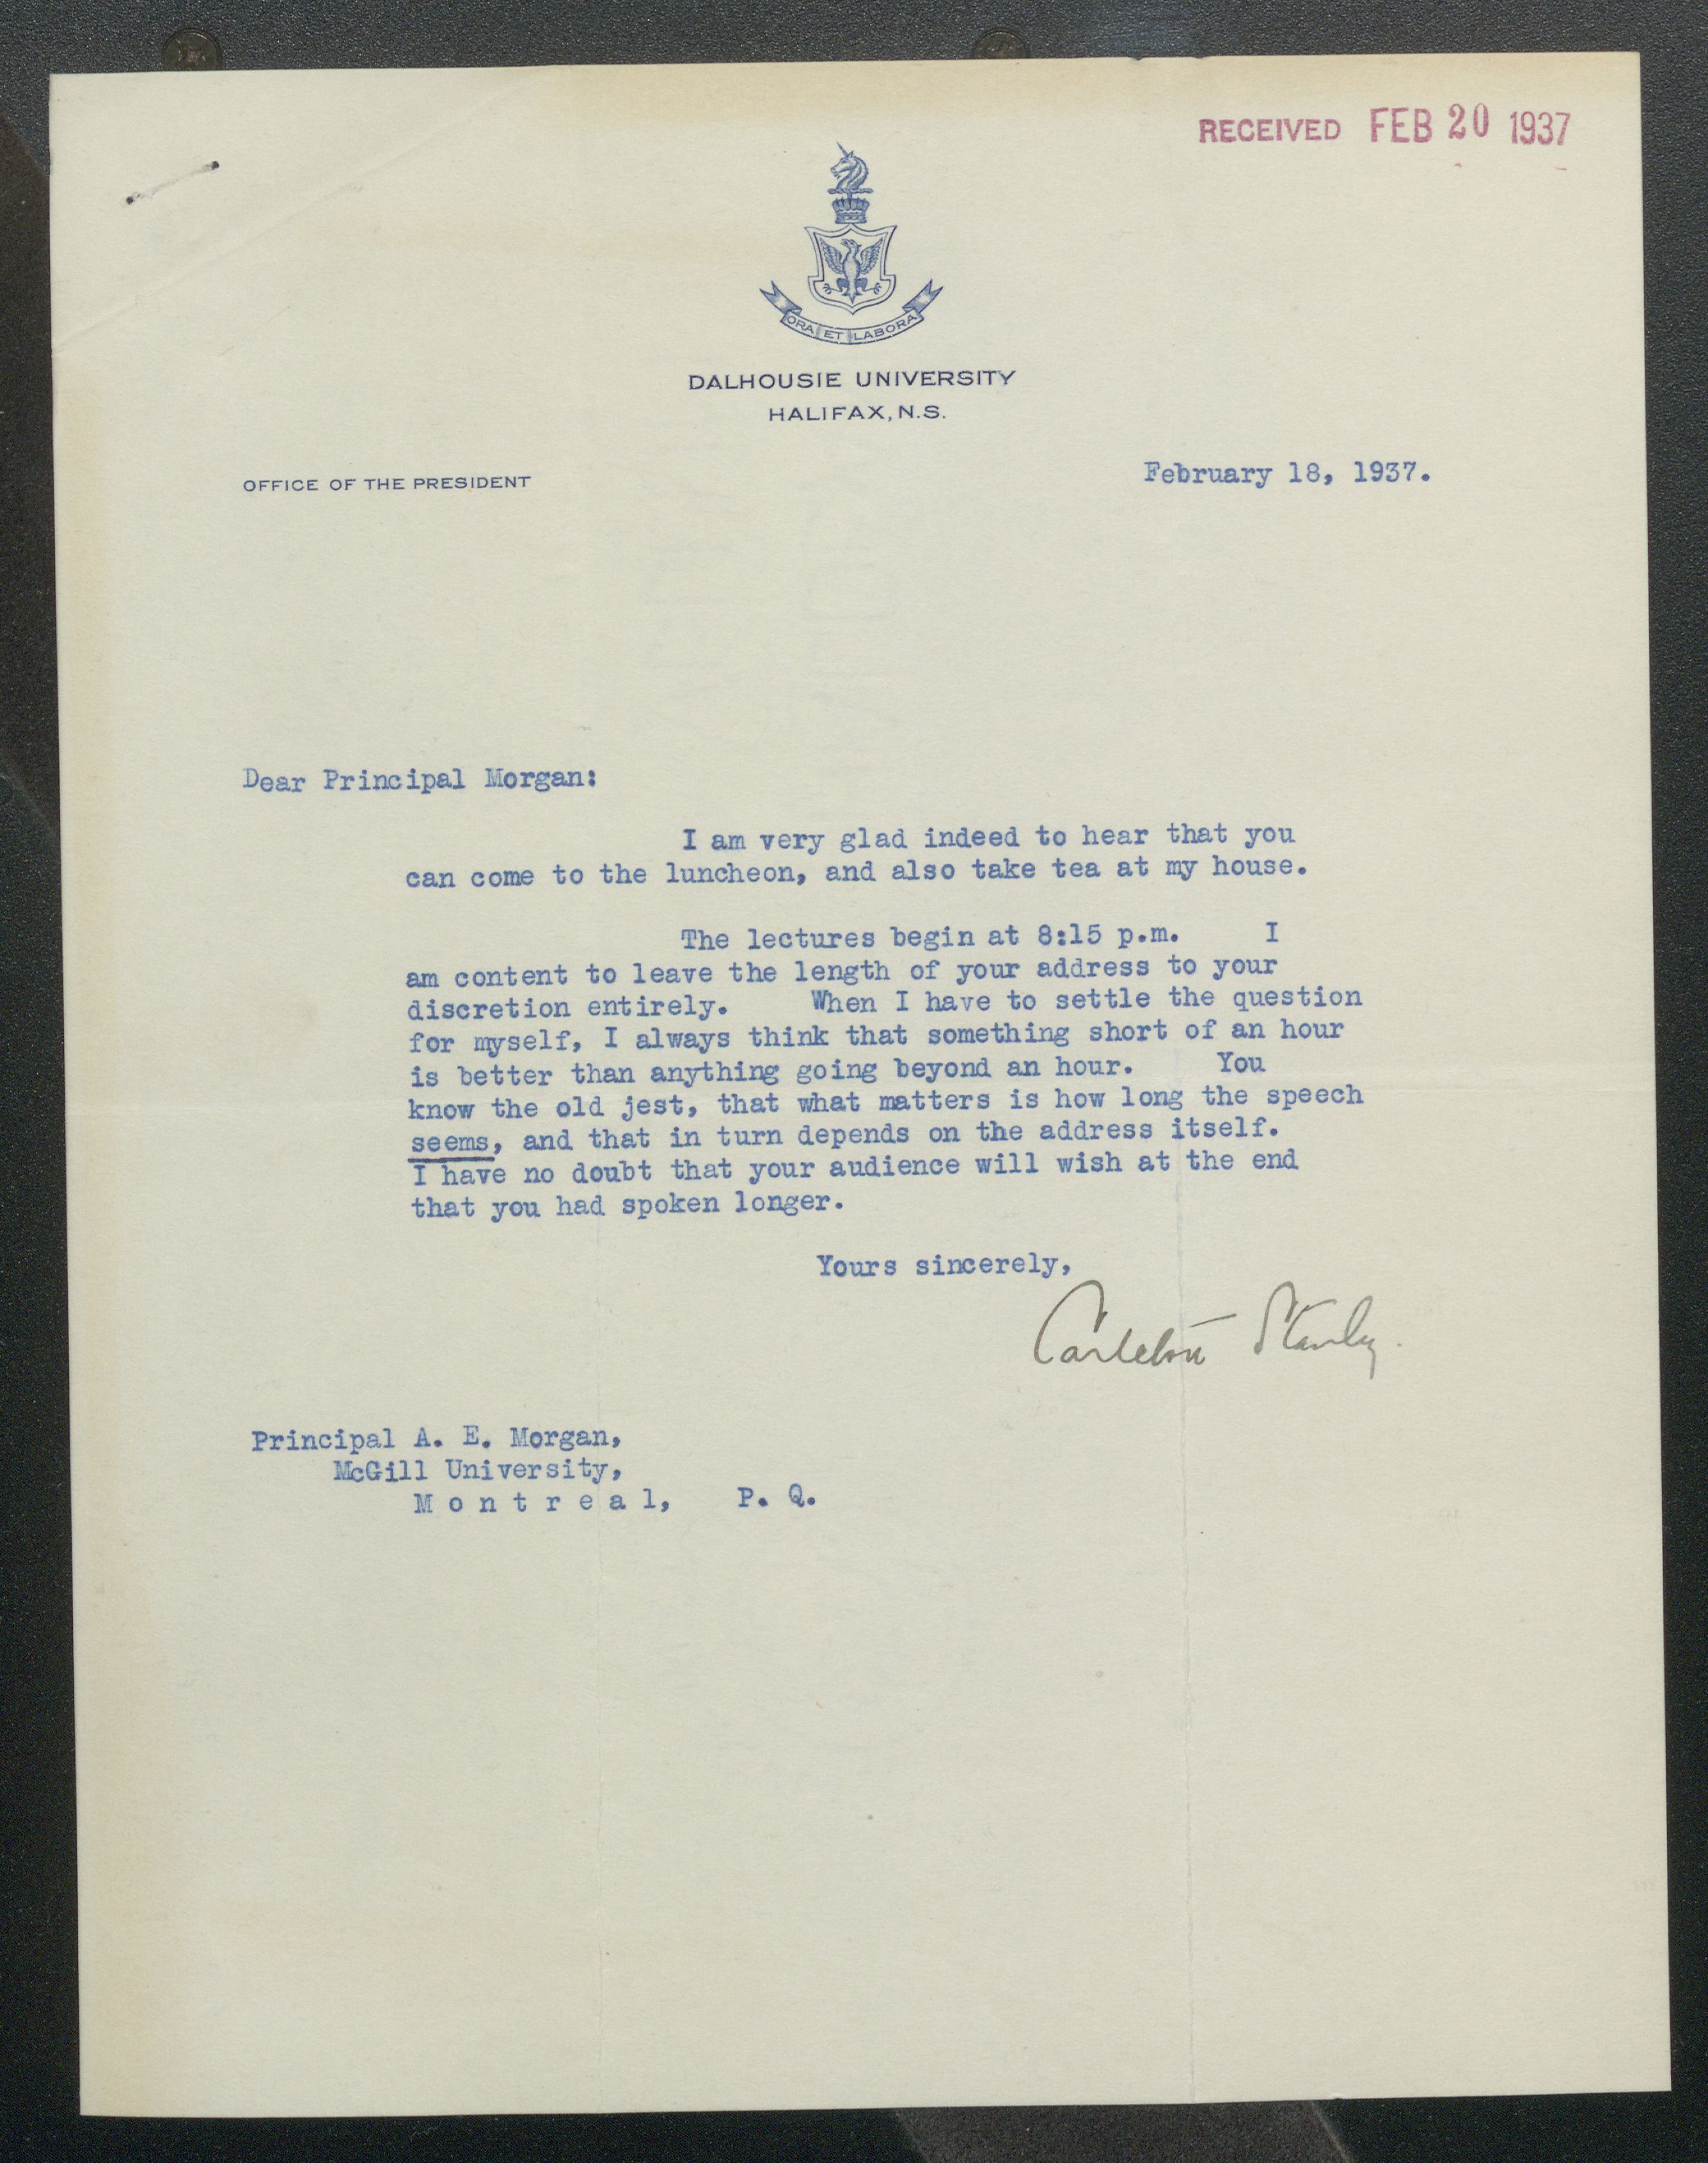 RECEIVED FEB 20 1937
ORA ET LABORA
DALHOUSIE UNIVERSITY
HALIFAX, N.S.
OFFICE OF THE PRESIDENT
February 18, 1937.
Dear Principal Morgan:
I am very glad indeed to hear that you
can come to the luncheon, and also take tea at my house.
The lectures begin at 8:15 p.m. I
am content to leave the length of your address to your
discretion entirely. When I have to settle the question
for myself, I always think that something short of an hour
is better than anything going beyond an hour. You
know the old jest, that what matters is how long the speech
seems, and that in turn depends on the address itself.
I have no doubt that your audience will wish at the end
that you had spoken longer.
Yours sincerely,
Carleton Stanley.
Principal A. E. Morgan,
McGill University,
M o n t r e a l, P. Q.